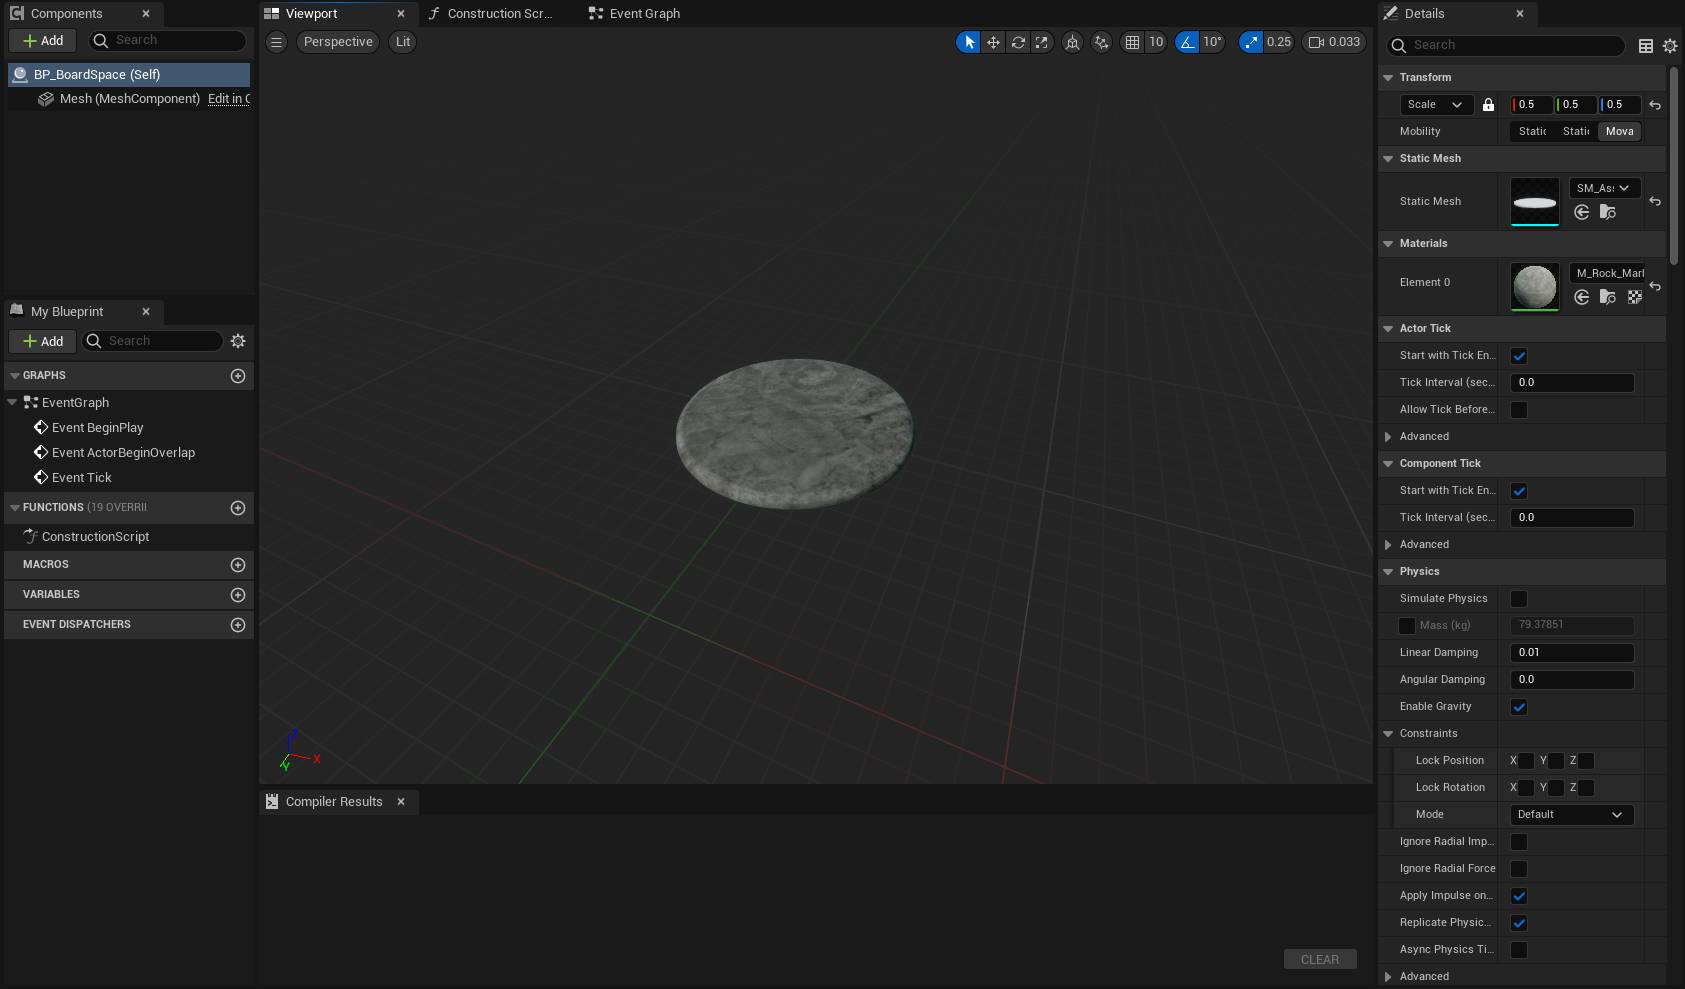 Components
Add
Search
BP_BoardSpace (Self)
Mesh (MeshComponent) Edit in C
My Blueprint
Add
Search
GRAPHS
EventGraph
Event BeginPlay
Event ActorBeginOverlap
Event Tick
FUNCTIONS (19 OVERRI
ConstructionScript
MACROS
VARIABLES
EVENT DISPATCHERS
Viewport
Construction Scr...
Event Graph
Perspective
Lit
10
10°
0.25
0.033
Z
X
Y
Compiler Results
CLEAR
Details
Search
Transform
Scale 0.5 0.5 0.5
Mobility Static Static Mova
Static Mesh
Static Mesh SM_As
Materials
Element 0 M_Rock_Marl
Actor Tick
Start with Tick En...
Tick Interval (sec... 0.0
Allow Tick Before...
Advanced
Component Tick
Start with Tick En...
Tick Interval (sec... 0.0
Advanced
Physics
Simulate Physics
Mass (kg) 79.37851
Linear Damping 0.01
Angular Damping 0.0
Enable Gravity
Constraints
Lock Position X Y Z
Lock Rotation X Y Z
Mode Default
Ignore Radial Imp...
Ignore Radial Force
Apply Impulse on...
Replicate Physic...
Async Physics Ti...
Advanced